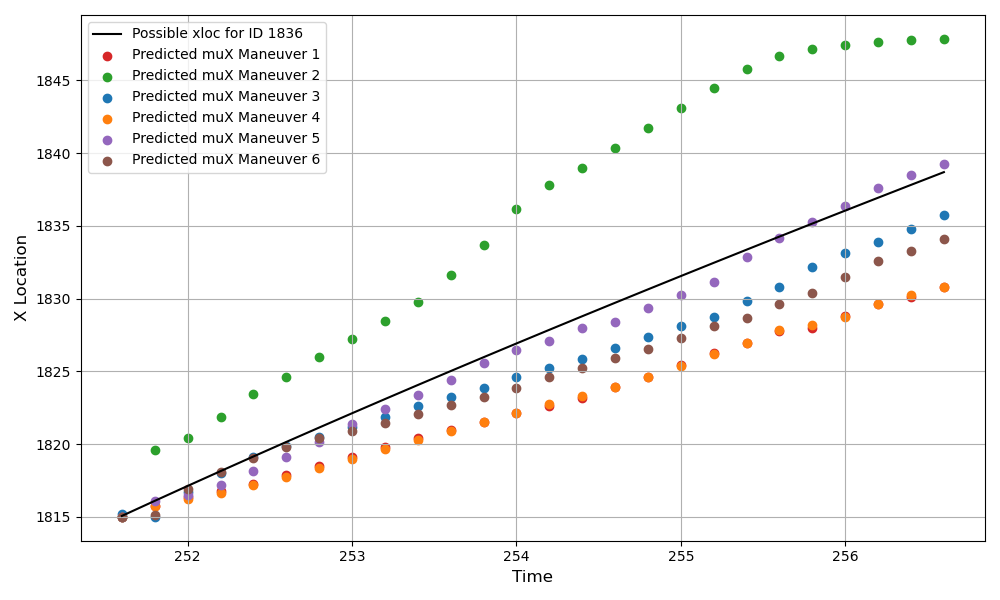 Possible xloc for ID 1836
Predicted muX Maneuver 1
Predicted muX Maneuver 2
Predicted muX Maneuver 3
Predicted muX Maneuver 4
Predicted muX Maneuver 5
Predicted muX Maneuver 6
1845
1840
1835
1830
1825
1820
1815
X Location
252 253 254 255 256
Time